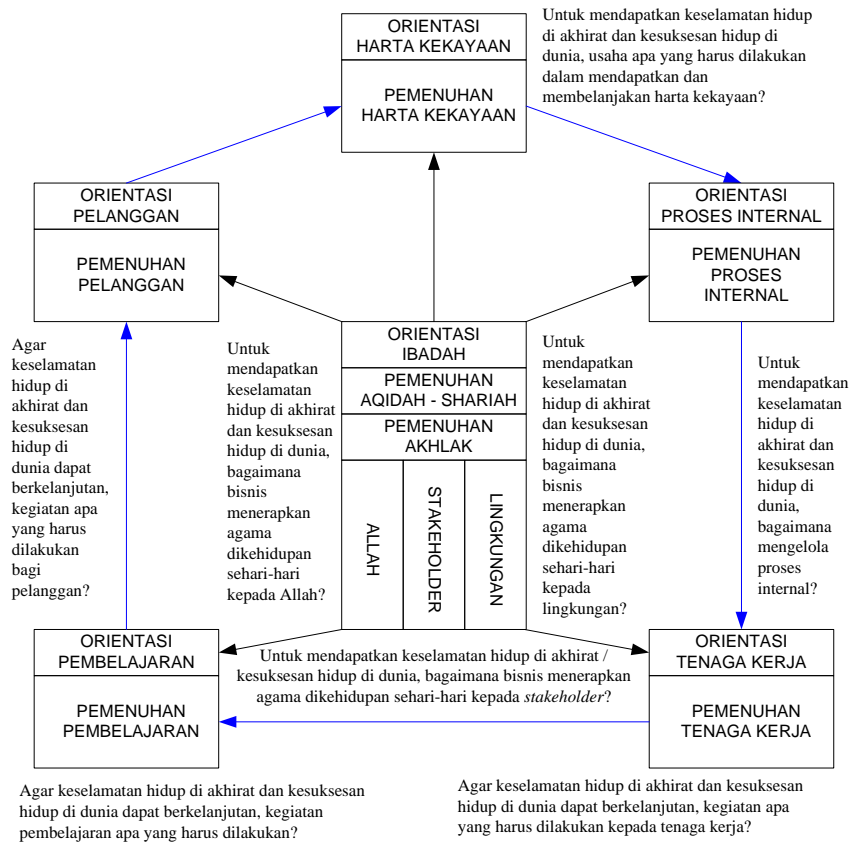 ORIENTASI
HARTA KEKAYAAN
PEMENUHAN
HARTA KEKAYAAN
Untuk mendapatkan keselamatan hidup
di akhirat dan kesuksesan hidup di
dunia, usaha apa yang harus dilakukan
dalam mendapatkan dan
membelanjakan harta kekayaan?
ORIENTASI
PELANGGAN
PEMENUHAN
PELANGGAN
ORIENTASI
PROSES INTERNAL
PEMENUHAN
PROSES
INTERNAL
Agar
keselamatan
hidup di
akhirat dan
kesuksesan
hidup di
dunia dapat
berkelanjutan,
kegiatan apa
yang harus
dilakukan
bagi
pelanggan?
Untuk
mendapatkan
keselamatan
hidup di akhirat
dan kesuksesan
hidup di dunia,
bagaimana
bisnis
menerapkan
agama
dikehidupan
sehari-hari
kepada Allah?
ORIENTASI
IBADAH
PEMENUHAN
AQIDAH - SHARIAH
PEMENUHAN
AKHLAK
ALLAH
STAKEHOLDER
LINGKUNGAN
Untuk
mendapatkan
keselamatan
hidup di akhirat
dan kesuksesan
hidup di dunia,
bagaimana
bisnis
menerapkan
agama
dikehidupan
sehari-hari
kepada
lingkungan?
Untuk
mendapatkan
keselamatan
hidup di
akhirat dan
kesuksesan
hidup di
dunia,
bagaimana
mengelola
proses
internal?
ORIENTASI
PEMBELAJARAN
PEMENUHAN
PEMBELAJARAN
Untuk mendapatkan keselamatan hidup di akhirat /
kesuksesan hidup di dunia, bagaimana bisnis menerapkan
agama dikehidupan sehari-hari kepada stakeholder?
ORIENTASI
TENAGA KERJA
PEMENUHAN
TENAGA KERJA
Agar keselamatan hidup di akhirat dan kesuksesan
hidup di dunia dapat berkelanjutan, kegiatan
pembelajaran apa yang harus dilakukan?
Agar keselamatan hidup di akhirat dan kesuksesan
hidup di dunia dapat berkelanjutan, kegiatan apa
yang harus dilakukan kepada tenaga kerja?